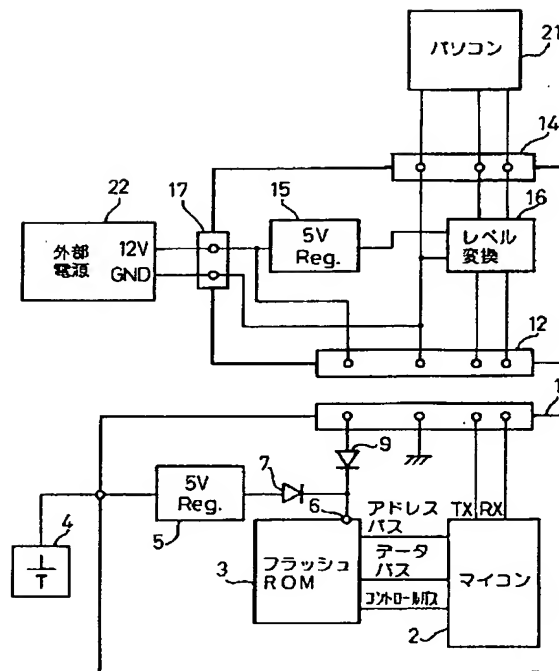 21
パソコン
14
22
17
15
16
外部
電源
12V
GND
5V
Reg.
レベル
変換
12
1
9
7
5V
Reg.
5
6
4
TX
RX
アドレス
バス
データ
バス
コントロールバス
3
フラッシュ
ROM
マイコン
2